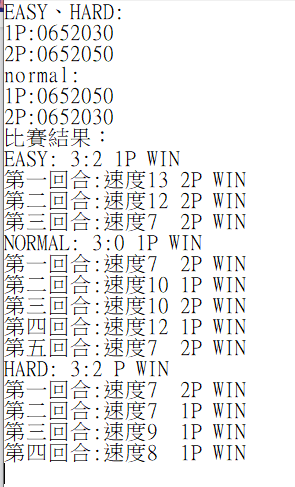 EASY、HARD:
1P:0652030
2P:0652050
normal:
1P:0652050
2P:0652030
比賽結果：
EASY: 3:2 1P WIN
第一回合:速度13 2P WIN
第二回合:速度12 2P WIN
第三回合:速度7  2P WIN
NORMAL: 3:0 1P WIN
第一回合:速度7  2P WIN
第二回合:速度10 1P WIN
第三回合:速度10 2P WIN
第四回合:速度12 1P WIN
第五回合:速度7  2P WIN
HARD: 3:2 P WIN
第一回合:速度7  2P WIN
第二回合:速度7  1P WIN
第三回合:速度9  1P WIN
第四回合:速度8  1P WIN